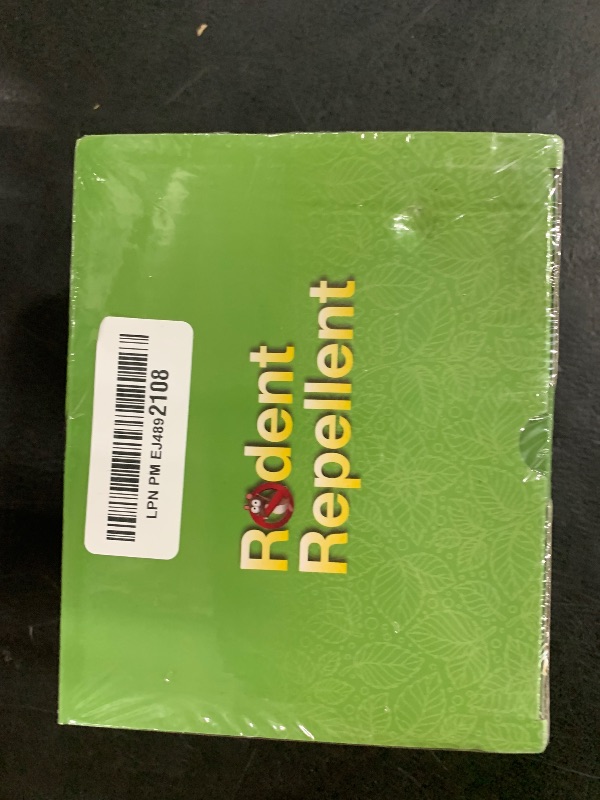 LPN PM EJ4892108
Rodent
Repellent